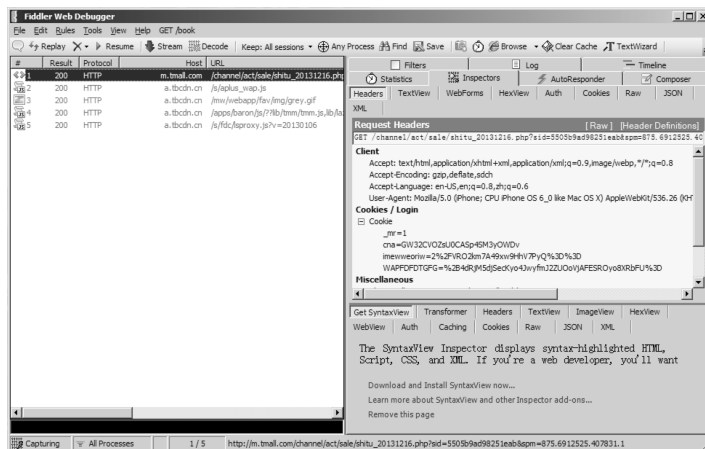 Fiddler Web Debugger
File Edit Rules Tools View Help GET /book
Replay X Resume Stream Decode Keep: All sessions Any Process Find Save Browse Clear Cache TextWizard
# Result Protocol Host URL
1 200 HTTP m.tmall.com /channel/act/sale/shitu_20131216.php
2 200 HTTP a.tbcdn.cn /s/aplus_wap.js
3 200 HTTP a.tbcdn.cn /mw/webapp/fav/img/grey.gif
4 200 HTTP a.tbcdn.cn /apps/baron/js/??lib/tmm/tmm.js,lib/la
5 200 HTTP a.tbcdn.cn /s/fdc/lsproxy.js?v=20130106
Filters Log Timeline
Statistics Inspectors AutoResponder Composer
Headers TextView WebForms HexView Auth Cookies Raw JSON
XML
Request Headers [ Raw ] [Header Definitions]
GET /channel/act/sale/shitu_20131216.php?sid=5505b9ad98251eab&spm=875.6912525.40
Client
Accept: text/html,application/xhtml+xml,application/xml;q=0.9,image/webp,*/*;q=0.8
Accept-Encoding: gzip,deflate,sdch
Accept-Language: en-US,en;q=0.8,zh;q=0.6
User-Agent: Mozilla/5.0 (iPhone; CPU iPhone OS 6_0 like Mac OS X) AppleWebKit/536.26 (KHT
Cookies / Login
Cookie
_mr=1
cna=GW32CVOZsU0CASp4SM3yOWDv
imewweoriw=2%2FVRO2km7A49xw9HhV7PyQ%3D%3D
WAPFDFDTGFG=%2B4dRjM5djSecKyo4JwyfmJ2ZUOoVjAFESROyo8XRbFU%3D
Miscellaneous
Get SyntaxView Transformer Headers TextView ImageView HexView
WebView Auth Caching Cookies Raw JSON XML
The SyntaxView Inspector displays syntax-highlighted HTML,
Script, CSS, and XML. If you're a web developer, you'll want
Download and Install SyntaxView now...
Learn more about SyntaxView and other Inspector add-ons...
Remove this page
Capturing All Processes 1 / 5 http://m.tmall.com/channel/act/sale/shitu_20131216.php?sid=5505b9ad98251eab&spm=875.6912525.407831.1